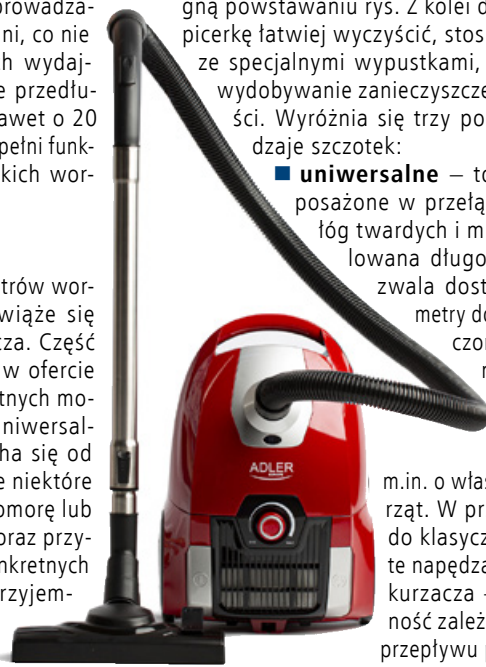 prowadza-
ni, co nie
h wydaj-
e przedłu-
awet o 20
pełni funk-
kich wor-
trów wor-
wiąże się
za. Część
w ofercie
tnych mo-
niwersal-
ha się od
e niektóre
omorę lub
oraz przy-
nkretnych
rzyjem-
gną powstawaniu rys. Z kolei d
picerkę łatwiej wyczyścić, stos
ze specjalnymi wypustkami,
wydobywanie zanieczyszcze
ści. Wyróżnia się trzy po
dzaje szczotek:
■ uniwersalne – to
posażone w przełą
łóg twardych i m
lowana długo
zwala dost
metry do
czor
m.in. o włas
rząt. W pr
do klasycz
te napędza
kurzacza –
ność zależ
przepływu p
ADLER